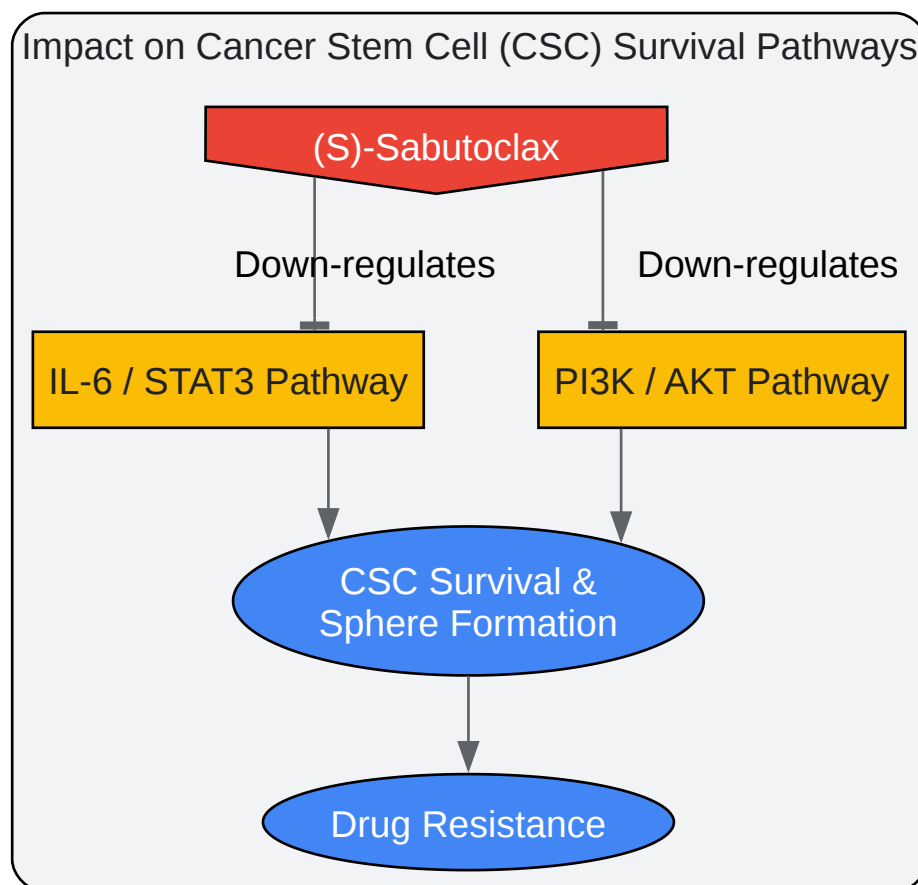 Impact on Cancer Stem Cell (CSC) Survival Pathways
(S)-Sabutoclax
Down-regulates
Down-regulates
IL-6 / STAT3 Pathway
PI3K / AKT Pathway
CSC Survival &
Sphere Formation
Drug Resistance